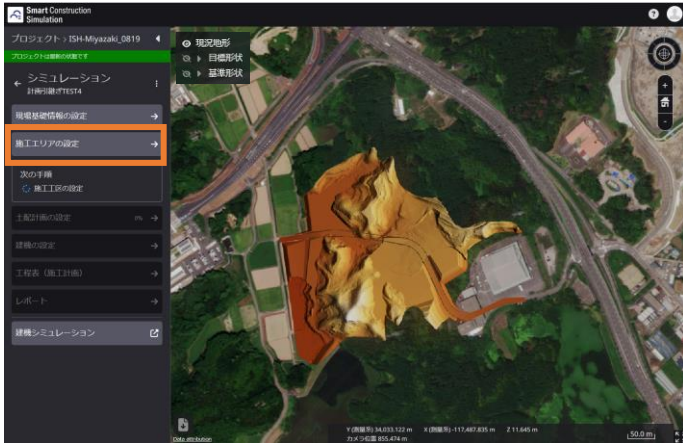 Smart Construction
Simulation
プロジェクト > ISH-Miyazaki_0819
プロジェクトは最新の状態です
シミュレーション
計画引継ぎTEST4
現場基礎情報の設定
施工エリアの設定
次の手順
施工工区の設定
土配計画の設定
建機の設定
工程表（施工計画）
レポート
建機シミュレーション
現況地形
目標形状
基準形状
Data attribution
Y (測量系) 34,033.122 m X (測量系) -117,487.835 m Z 11.645 m
カメラ位置 855.474 m
50.0 m